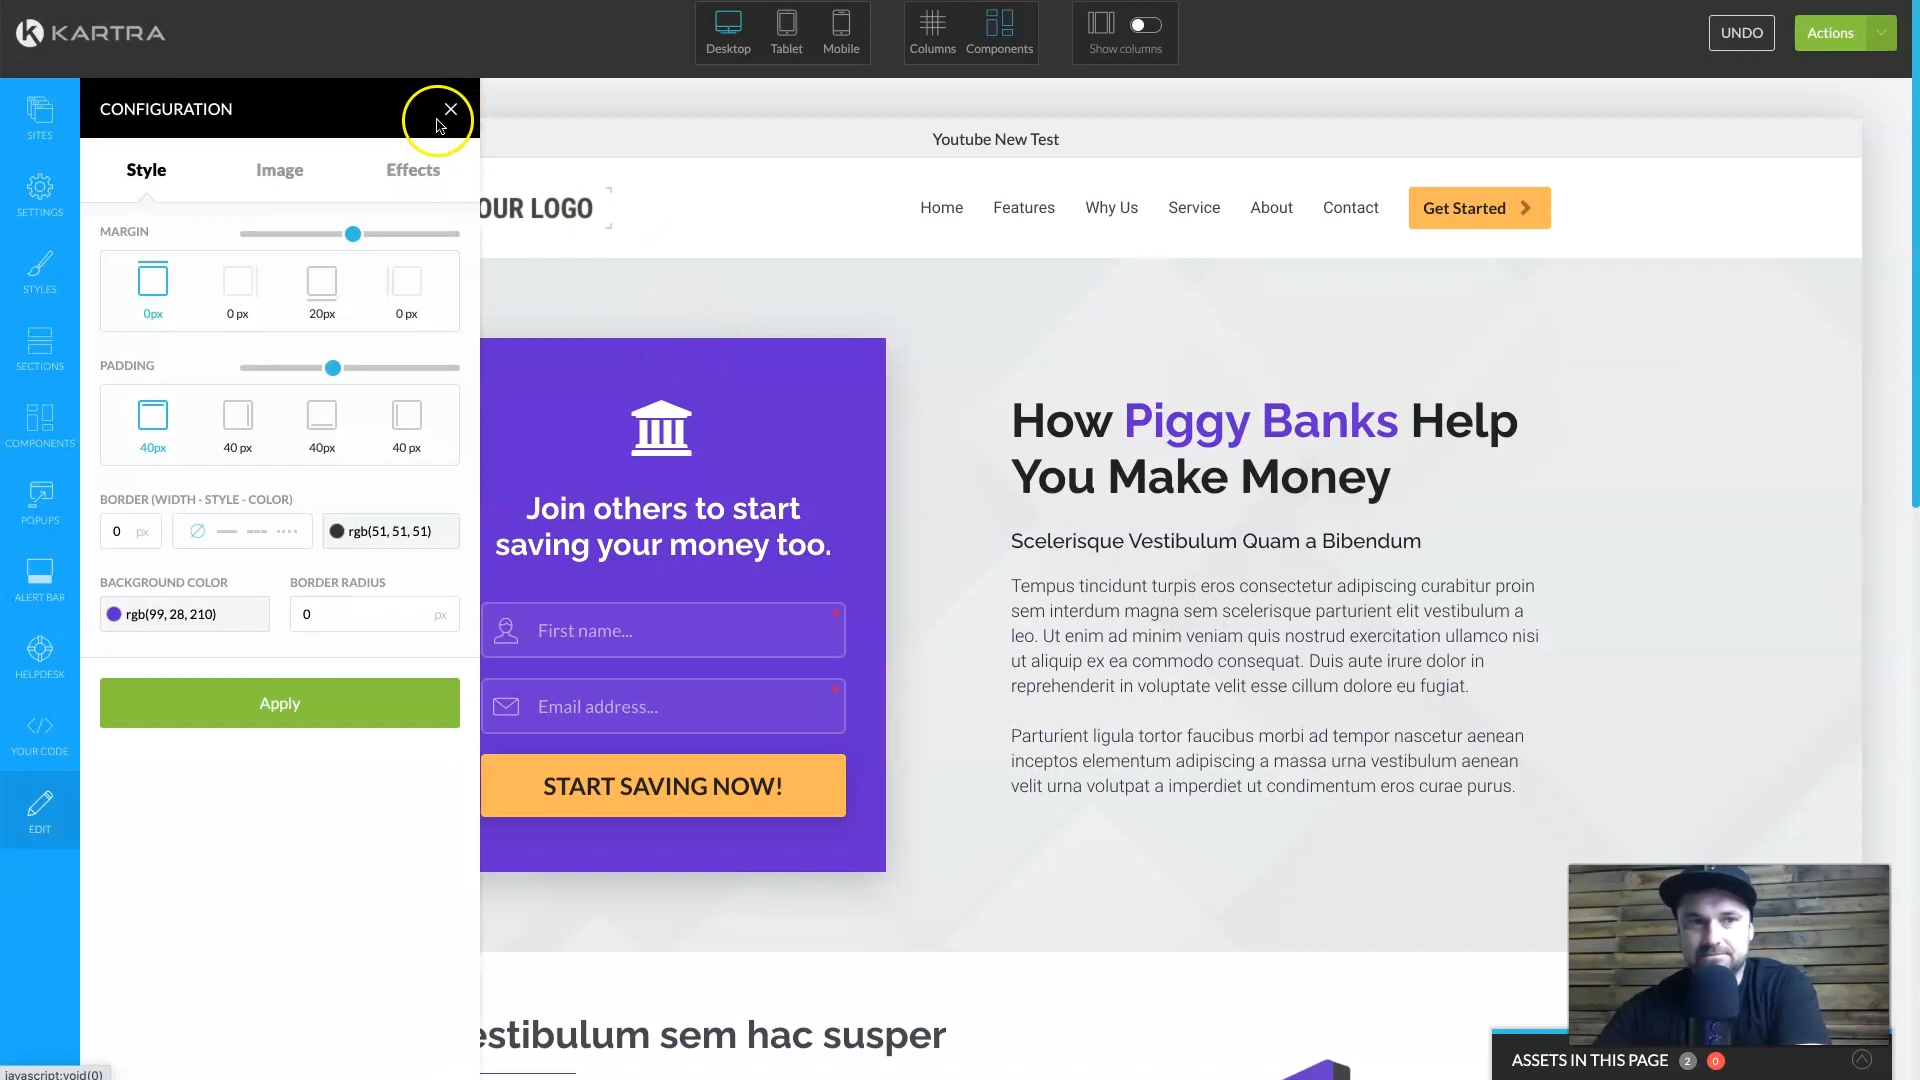 KARTRA
Desktop
Tablet
Mobile
Columns
Components
Show columns
UNDO
Actions
SITES
SETTINGS
STYLES
SECTIONS
COMPONENTS
POPUPS
ALERT BAR
HELPDESK
YOUR CODE
EDIT
CONFIGURATION
Style
Image
Effects
MARGIN
0px
0 px
20px
0 px
PADDING
40px
40 px
40px
40 px
BORDER (WIDTH - STYLE - COLOR)
0 px
rgb(51, 51, 51)
BACKGROUND COLOR
BORDER RADIUS
rgb(99, 28, 210)
0 px
Apply
Youtube New Test
OUR LOGO
Home
Features
Why Us
Service
About
Contact
Get Started
Join others to start
saving your money too.
First name...
Email address...
START SAVING NOW!
How Piggy Banks Help
You Make Money
Scelerisque Vestibulum Quam a Bibendum
Tempus tincidunt turpis eros consectetur adipiscing curabitur proin
sem interdum magna sem scelerisque parturient elit vestibulum a
leo. Ut enim ad minim veniam quis nostrud exercitation ullamco nisi
ut aliquip ex ea commodo consequat. Duis aute irure dolor in
reprehenderit in voluptate velit esse cillum dolore eu fugiat.
Parturient ligula tortor faucibus morbi ad tempor nascetur aenean
inceptos elementum adipiscing a massa urna vestibulum aenean
velit urna volutpat a imperdiet ut condimentum eros curae purus.
estibulum sem hac susper
ASSETS IN THIS PAGE 2 0
javascript:void(0)